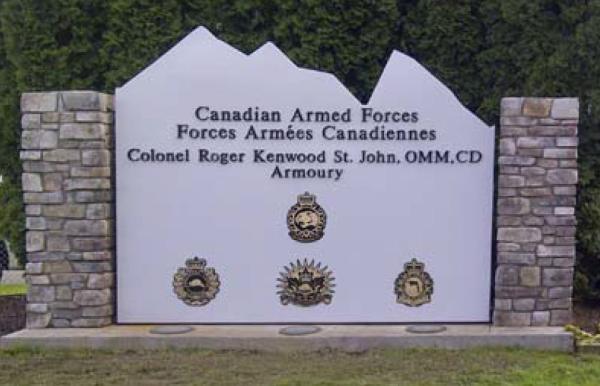 Canadian Armed Forces
Forces Armées Canadiennes
Colonel Roger Kenwood St. John, OMM, CD
Armoury